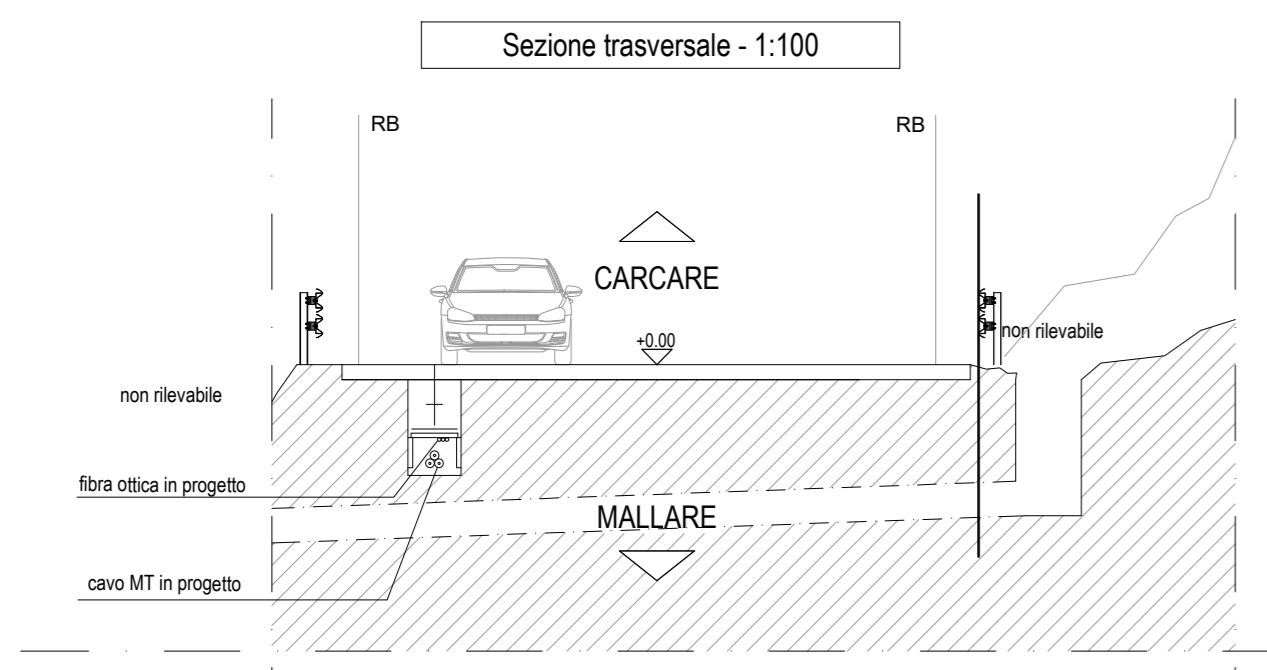 Sezione trasversale - 1:100
RB
RB
CARCARE
+0.00
non rilevabile
non rilevabile
fibra ottica in progetto
MALLARE
cavo MT in progetto